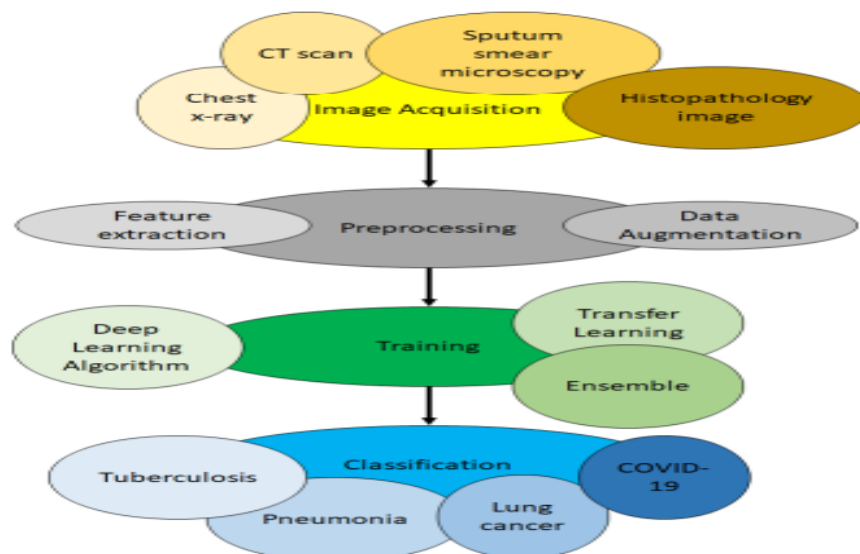 CT scan
Sputum
smear
microscopy
Chest
x-ray
Image Acquisition
Histopathology
image
Feature
extraction
Preprocessing
Data
Augmentation
Deep
Learning
Algorithm
Training
Transfer
Learning
Ensemble
Tuberculosis
Classification
COVID-
19
Pneumonia
Lung
cancer